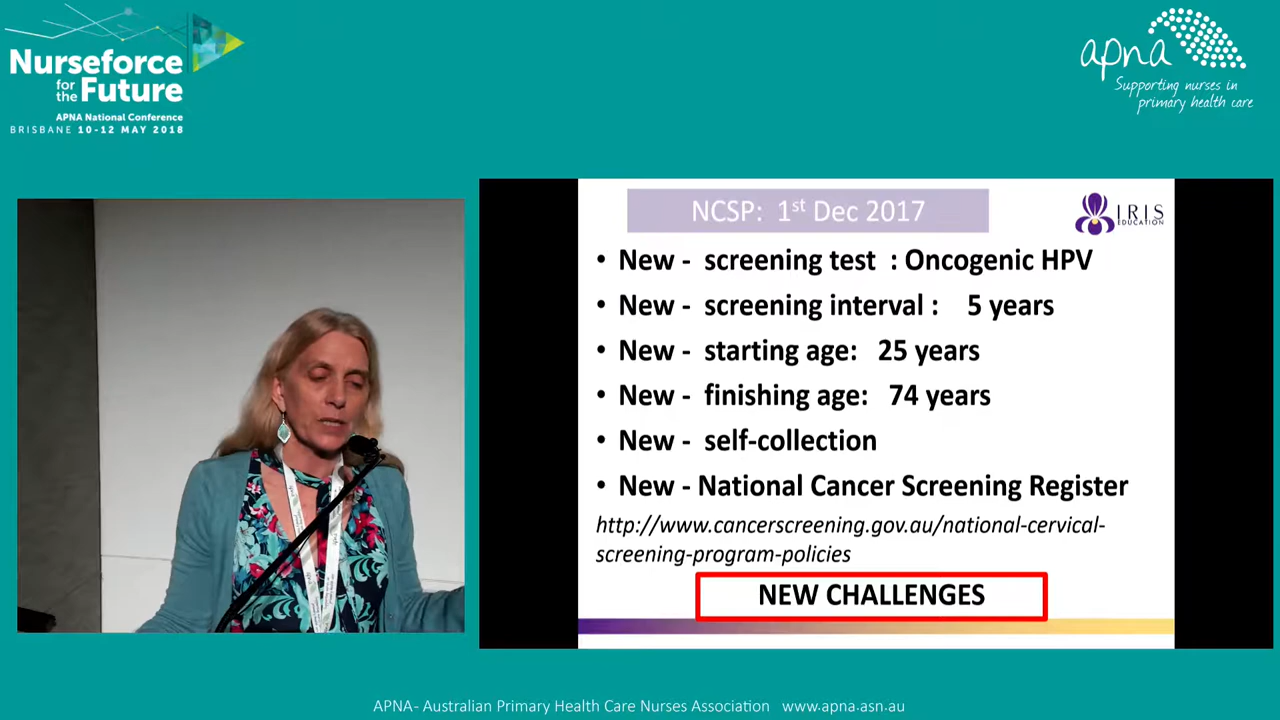 Nurseforce
for
the Future
APNA National Conference
BRISBANE 10-12 MAY 2018
apna
Supporting nurses in
primary health care
NCSP: 1st Dec 2017
IRIS
EDUCATION
• New - screening test : Oncogenic HPV
• New - screening interval : 5 years
• New - starting age: 25 years
• New - finishing age: 74 years
• New - self-collection
• New - National Cancer Screening Register
http://www.cancerscreening.gov.au/national-cervical-
screening-program-policies
NEW CHALLENGES
APNA- Australian Primary Health Care Nurses Association www.apna.asn.au